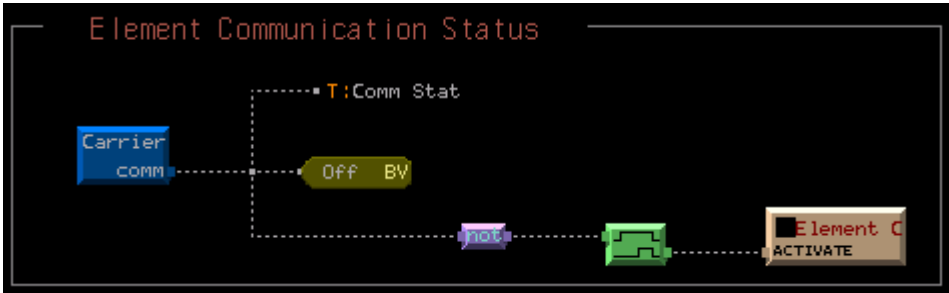 Element Communication Status
T:Comm Stat
Carrier
comm
Off BV
not
Element C
ACTIVATE